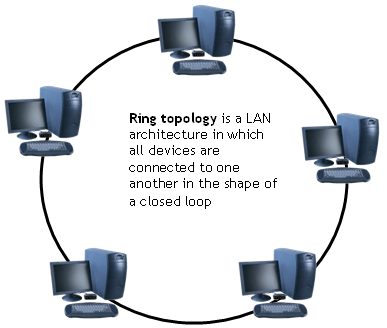 Ring topology is a LAN
architecture in which
all devices are
connected to one
another in the shape of
a closed loop